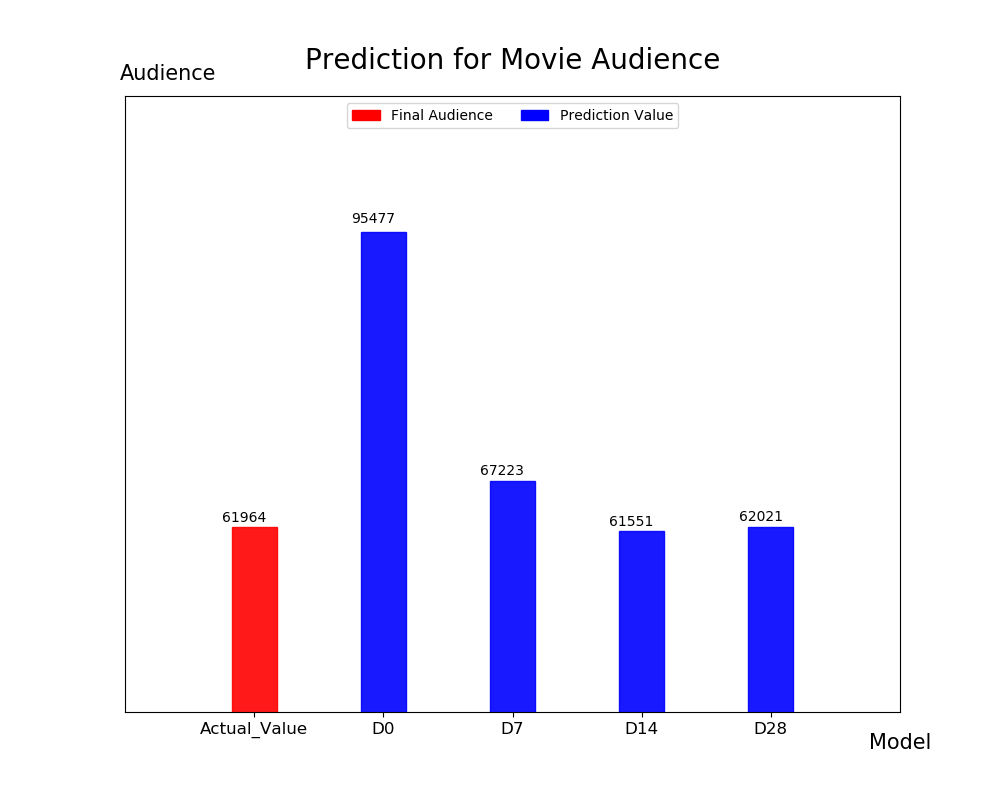 Prediction for Movie Audience
Audience
Final Audience
Prediction Value
95477
67223
61964
61551
62021
Actual_Value
D0
D7
D14
D28
Model